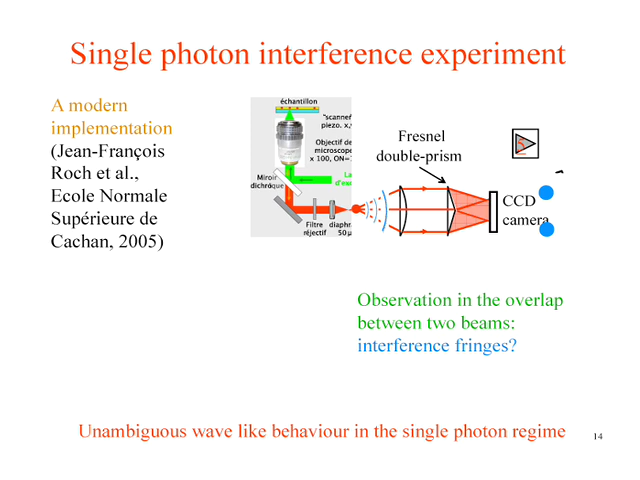 Single photon interference experiment
A modern
implementation
(Jean-François
Roch et al.,
Ecole Normale
Supérieure de
Cachan, 2005)
échantillon
piezo. x,
Objectif de
microscope
x 100, ON=
Miroir
dichroïque
Filtre
réjectif
50 µ
Fresnel
double-prism
5
CCD
camera
Observation in the overlap
between two beams:
interference fringes?
Unambiguous wave like behaviour in the single photon regime
14